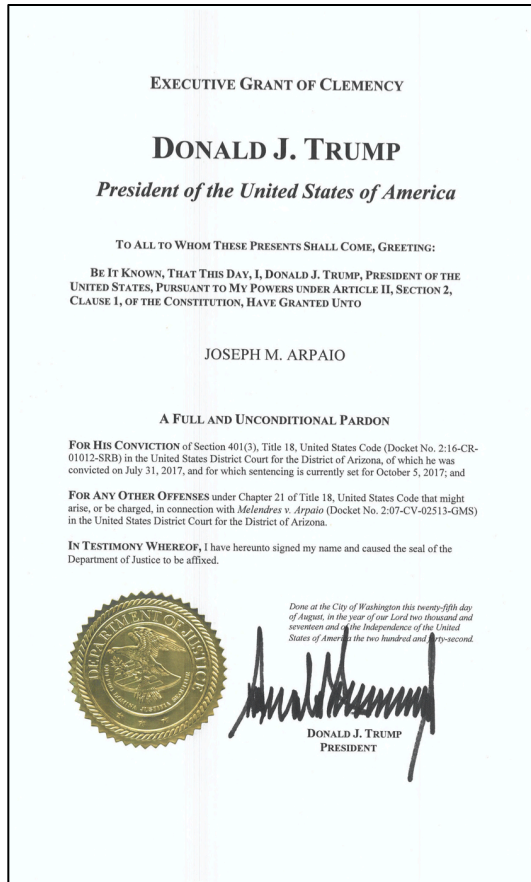 EXECUTIVE GRANT OF CLEMENCY
DONALD J. TRUMP
President of the United States of America
TO ALL TO WHOM THESE PRESENTS SHALL COME, GREETING:
BE IT KNOWN, THAT THIS DAY, I, DONALD J. TRUMP, PRESIDENT OF THE
UNITED STATES, PURSUANT TO MY POWERS UNDER ARTICLE II, SECTION 2,
CLAUSE 1, OF THE CONSTITUTION, HAVE GRANTED UNTO
JOSEPH M. ARPAIO
A FULL AND UNCONDITIONAL PARDON
FOR HIS CONVICTION of Section 401(3), Title 18, United States Code (Docket No. 2:16-CR-
01012-SRB) in the United States District Court for the District of Arizona, of which he was
convicted on July 31, 2017, and for which sentencing is currently set for October 5, 2017; and
FOR ANY OTHER OFFENSES under Chapter 21 of Title 18, United States Code that might
arise, or be charged, in connection with Melendres v. Arpaio (Docket No. 2:07-CV-02513-GMS)
in the United States District Court for the District of Arizona.
IN TESTIMONY WHEREOF, I have hereunto signed my name and caused the seal of the
Department of Justice to be affixed.
Done at the City of Washington this twenty-fifth day
of August, in the year of our Lord two thousand and
seventeen and of the Independence of the United
States of America the two hundred and forty-second.
DEPARTMENT OF JUSTICE
QUI PRO DOMINA JUSTITIA SEQUITUR
DONALD J. TRUMP
PRESIDENT